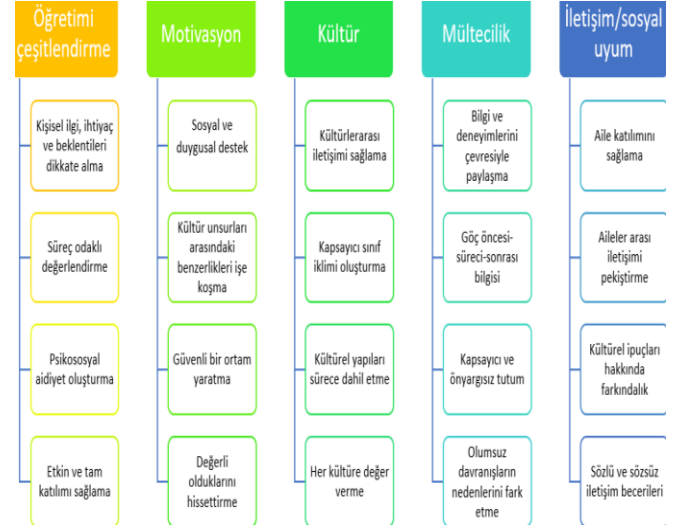 Öğretimi
çeşitlendirme
Kişisel ilgi, ihtiyaç
ve beklentileri
dikkate alma
Süreç odaklı
değerlendirme
Psikososyal
aidiyet oluşturma
Etkin ve tam
katılımı sağlama
Motivasyon
Sosyal ve
duygusal destek
Kültür unsurları
arasındaki
benzerlikleri işe
koşma
Güvenli bir ortam
yaratma
Değerli
olduklarını
hissettirme
Kültür
Kültürlerarası
iletişimi sağlama
Kapsayıcı sınıf
iklimi oluşturma
Kültürel yapıları
sürece dahil etme
Her kültüre değer
verme
Mültecilik
Bilgi ve
deneyimlerini
çevresiyle
paylaşma
Göç öncesi-
süreci-sonrası
bilgisi
Kapsayıcı ve
önyargısız tutum
Olumsuz
davranışların
nedenlerini fark
etme
İletişim/sosyal
uyum
Aile katılımını
sağlama
Aileler arası
iletişimi
pekiştirme
Kültürel ipuçları
hakkında
farkındalık
Sözlü ve sözsüz
iletişim becerileri